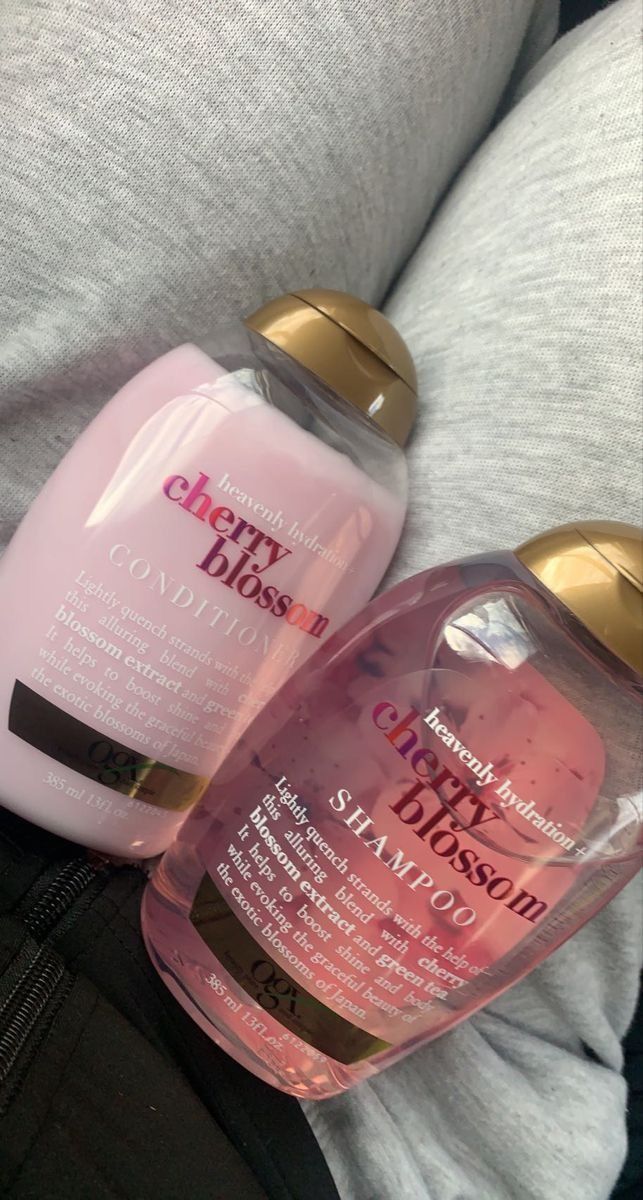 heavenly hydration+
cherry
blossom
CONDITIONER
Lightly quench strands with the
this alluring blend with
blossom extract and green
It helps to boost shine and
while evoking the graceful beauty
the exotic blossoms of Japan.
ogx
385 ml 13fl.oz.
heavenly hydration+
cherry
blossom
SHAMPOO
Lightly quench strands with the help of
this alluring blend with cherry
blossom extract and green tea.
It helps to boost shine and body
while evoking the graceful beauty of
the exotic blossoms of Japan.
ogx
385 ml 13fl.oz.